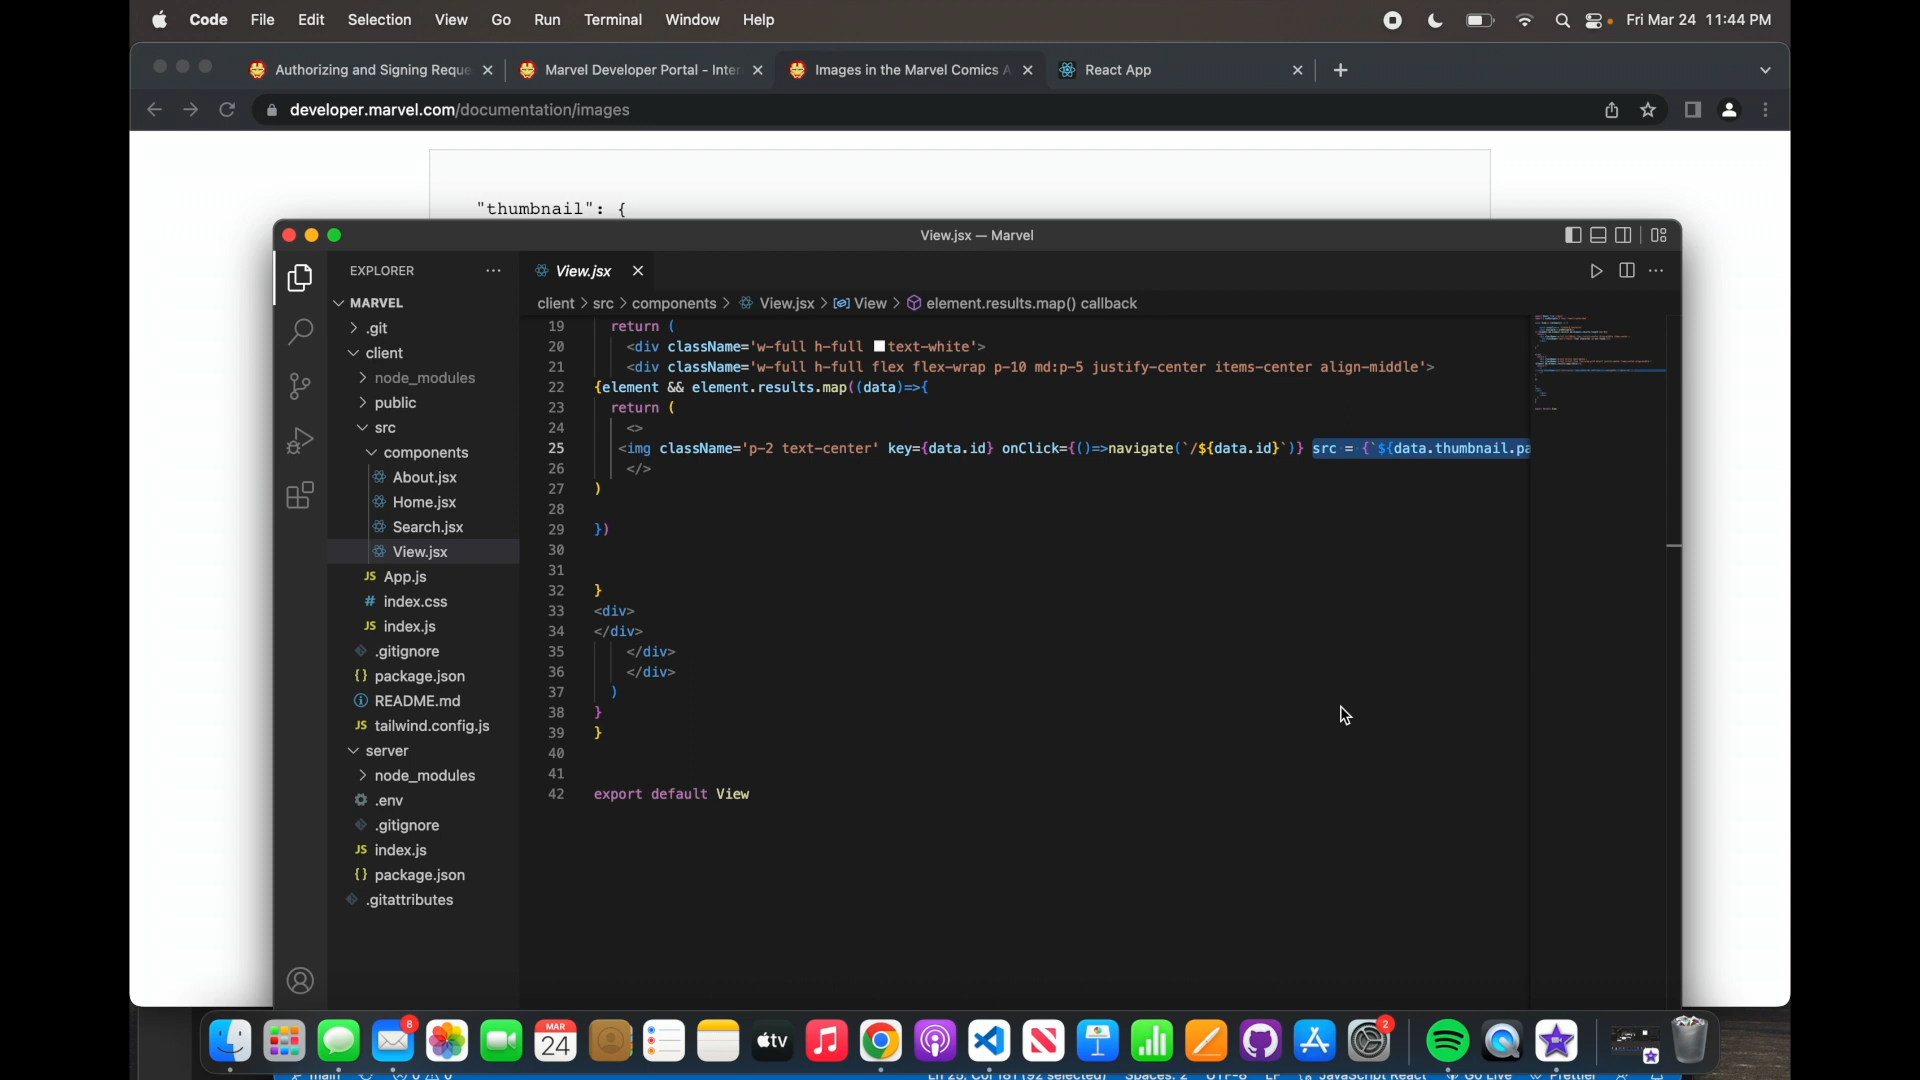 Code File Edit Selection View Go Run Terminal Window Help Fri Mar 24 11:44 PM
Authorizing and Signing Reque
Marvel Developer Portal - Inter
Images in the Marvel Comics A
React App
developer.marvel.com/documentation/images
"thumbnail": {
View.jsx — Marvel
EXPLORER
View.jsx
MARVEL
client > src > components > View.jsx > View > element.results.map() callback
.git
client
node_modules
public
src
components
About.jsx
Home.jsx
Search.jsx
View.jsx
App.js
index.css
index.js
.gitignore
package.json
README.md
tailwind.config.js
server
node_modules
.env
.gitignore
index.js
package.json
.gitattributes
19 return (
20 <div className='w-full h-full text-white'>
21 <div className='w-full h-full flex flex-wrap p-10 md:p-5 justify-center items-center align-middle'>
22 {element && element.results.map((data)=>{
23 return (
24 <>
25 <img className='p-2 text-center' key={data.id} onClick={()=>navigate(`/${data.id}`)} src = {`${data.thumbnail.pa
26 </>
27 )
28
29 })
30
31
32 }
33 <div>
34 </div>
35 </div>
36 </div>
37 )
38 }
39 }
40
41
42 export default View
8
MAR
24
tv
2